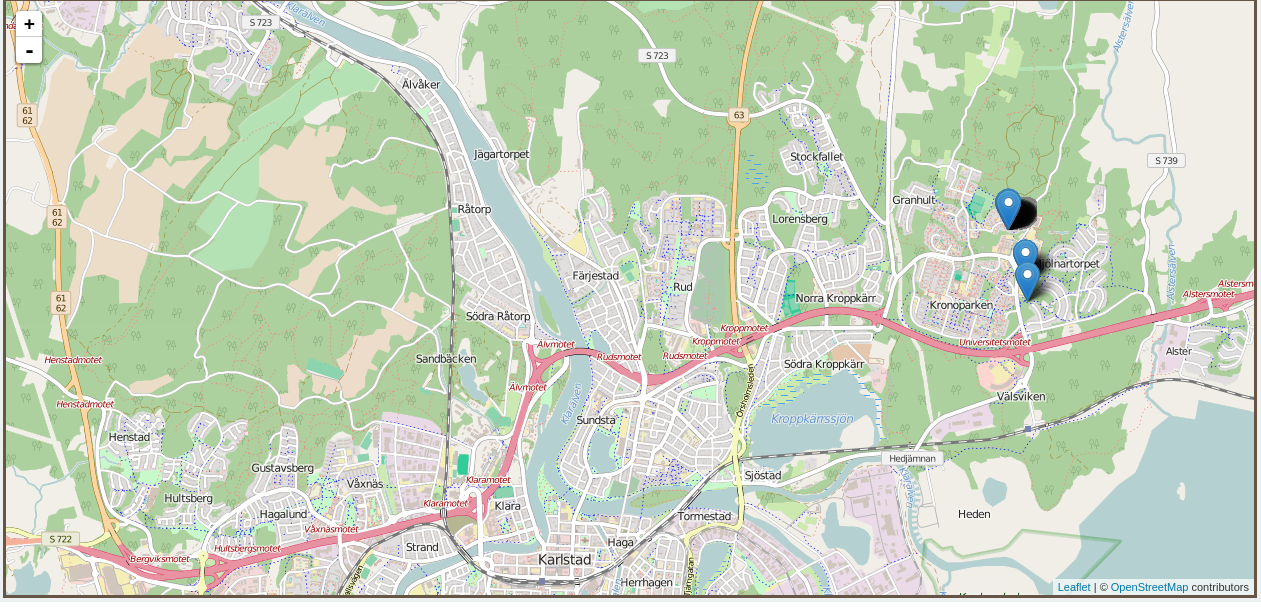 +
-
S 723
Klarälven
S 723
Alstersälven
Älvåker
61
62
63
Jägartorpet
Stockfallet
S 739
Granhult
61
62
Råtorp
Lorensberg
Färjestad
Rud
Alstersälven
61
62
Norra Kroppkärr
Kronoparken
Alstersmotet
Södra Råtorp
Kroppmotet
Kroppmotet
Universitetsmotet
Älvmotet
Rudsmotet
Rudsmotet
Alster
Sandbäcken
Henstadmotet
Södra Kroppkärr
Älvmotet
Klarälven
Välsviken
Henstadmotet
Örsholmsleden
Sundsta
Kroppkärrssjön
Henstad
Hedjämnan
Gustavsberg
Sjöstad
Våxnäs
Klaramotet
Hultsberg
Klaramotet
Klara
Hagalund
Tormestad
Heden
Våxnäsmotet
S 722
Haga
Strand
Hultsbergsmotet
Bergviksmotet
Karlstad
Herrhagen
Leaflet | © OpenStreetMap contributors